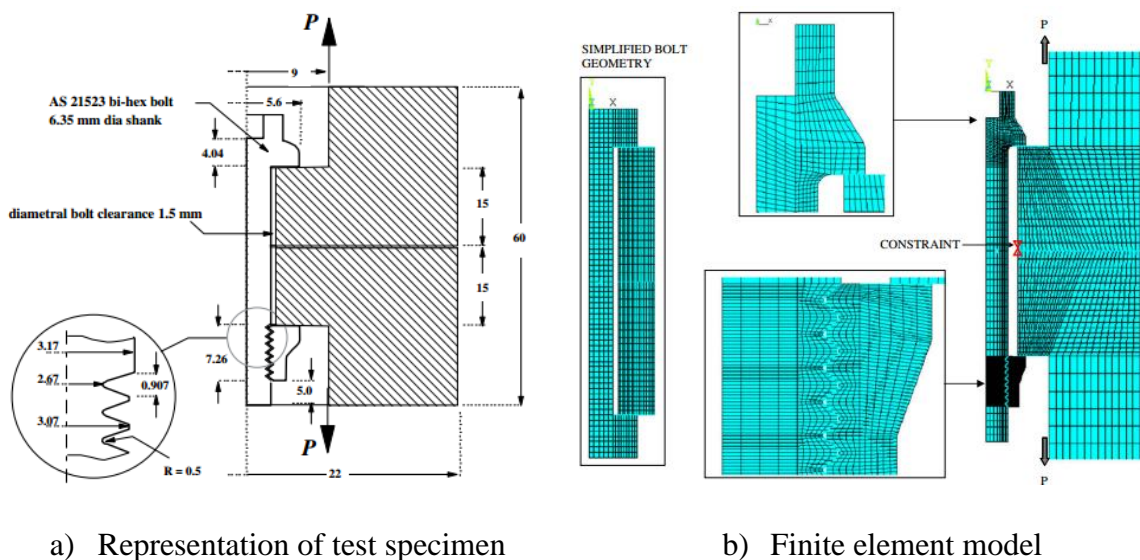 P
9
AS 21523 bi-hex bolt
6.35 mm dia shank
5.6
4.04
diametral bolt clearance 1.5 mm
15
60
15
7.26
5.0
3.17
2.67
0.907
3.07
R = 0.5
P
22
SIMPLIFIED BOLT
GEOMETRY
Y
X
X
P
Y
X
CONSTRAINT
P
a) Representation of test specimen
b) Finite element model